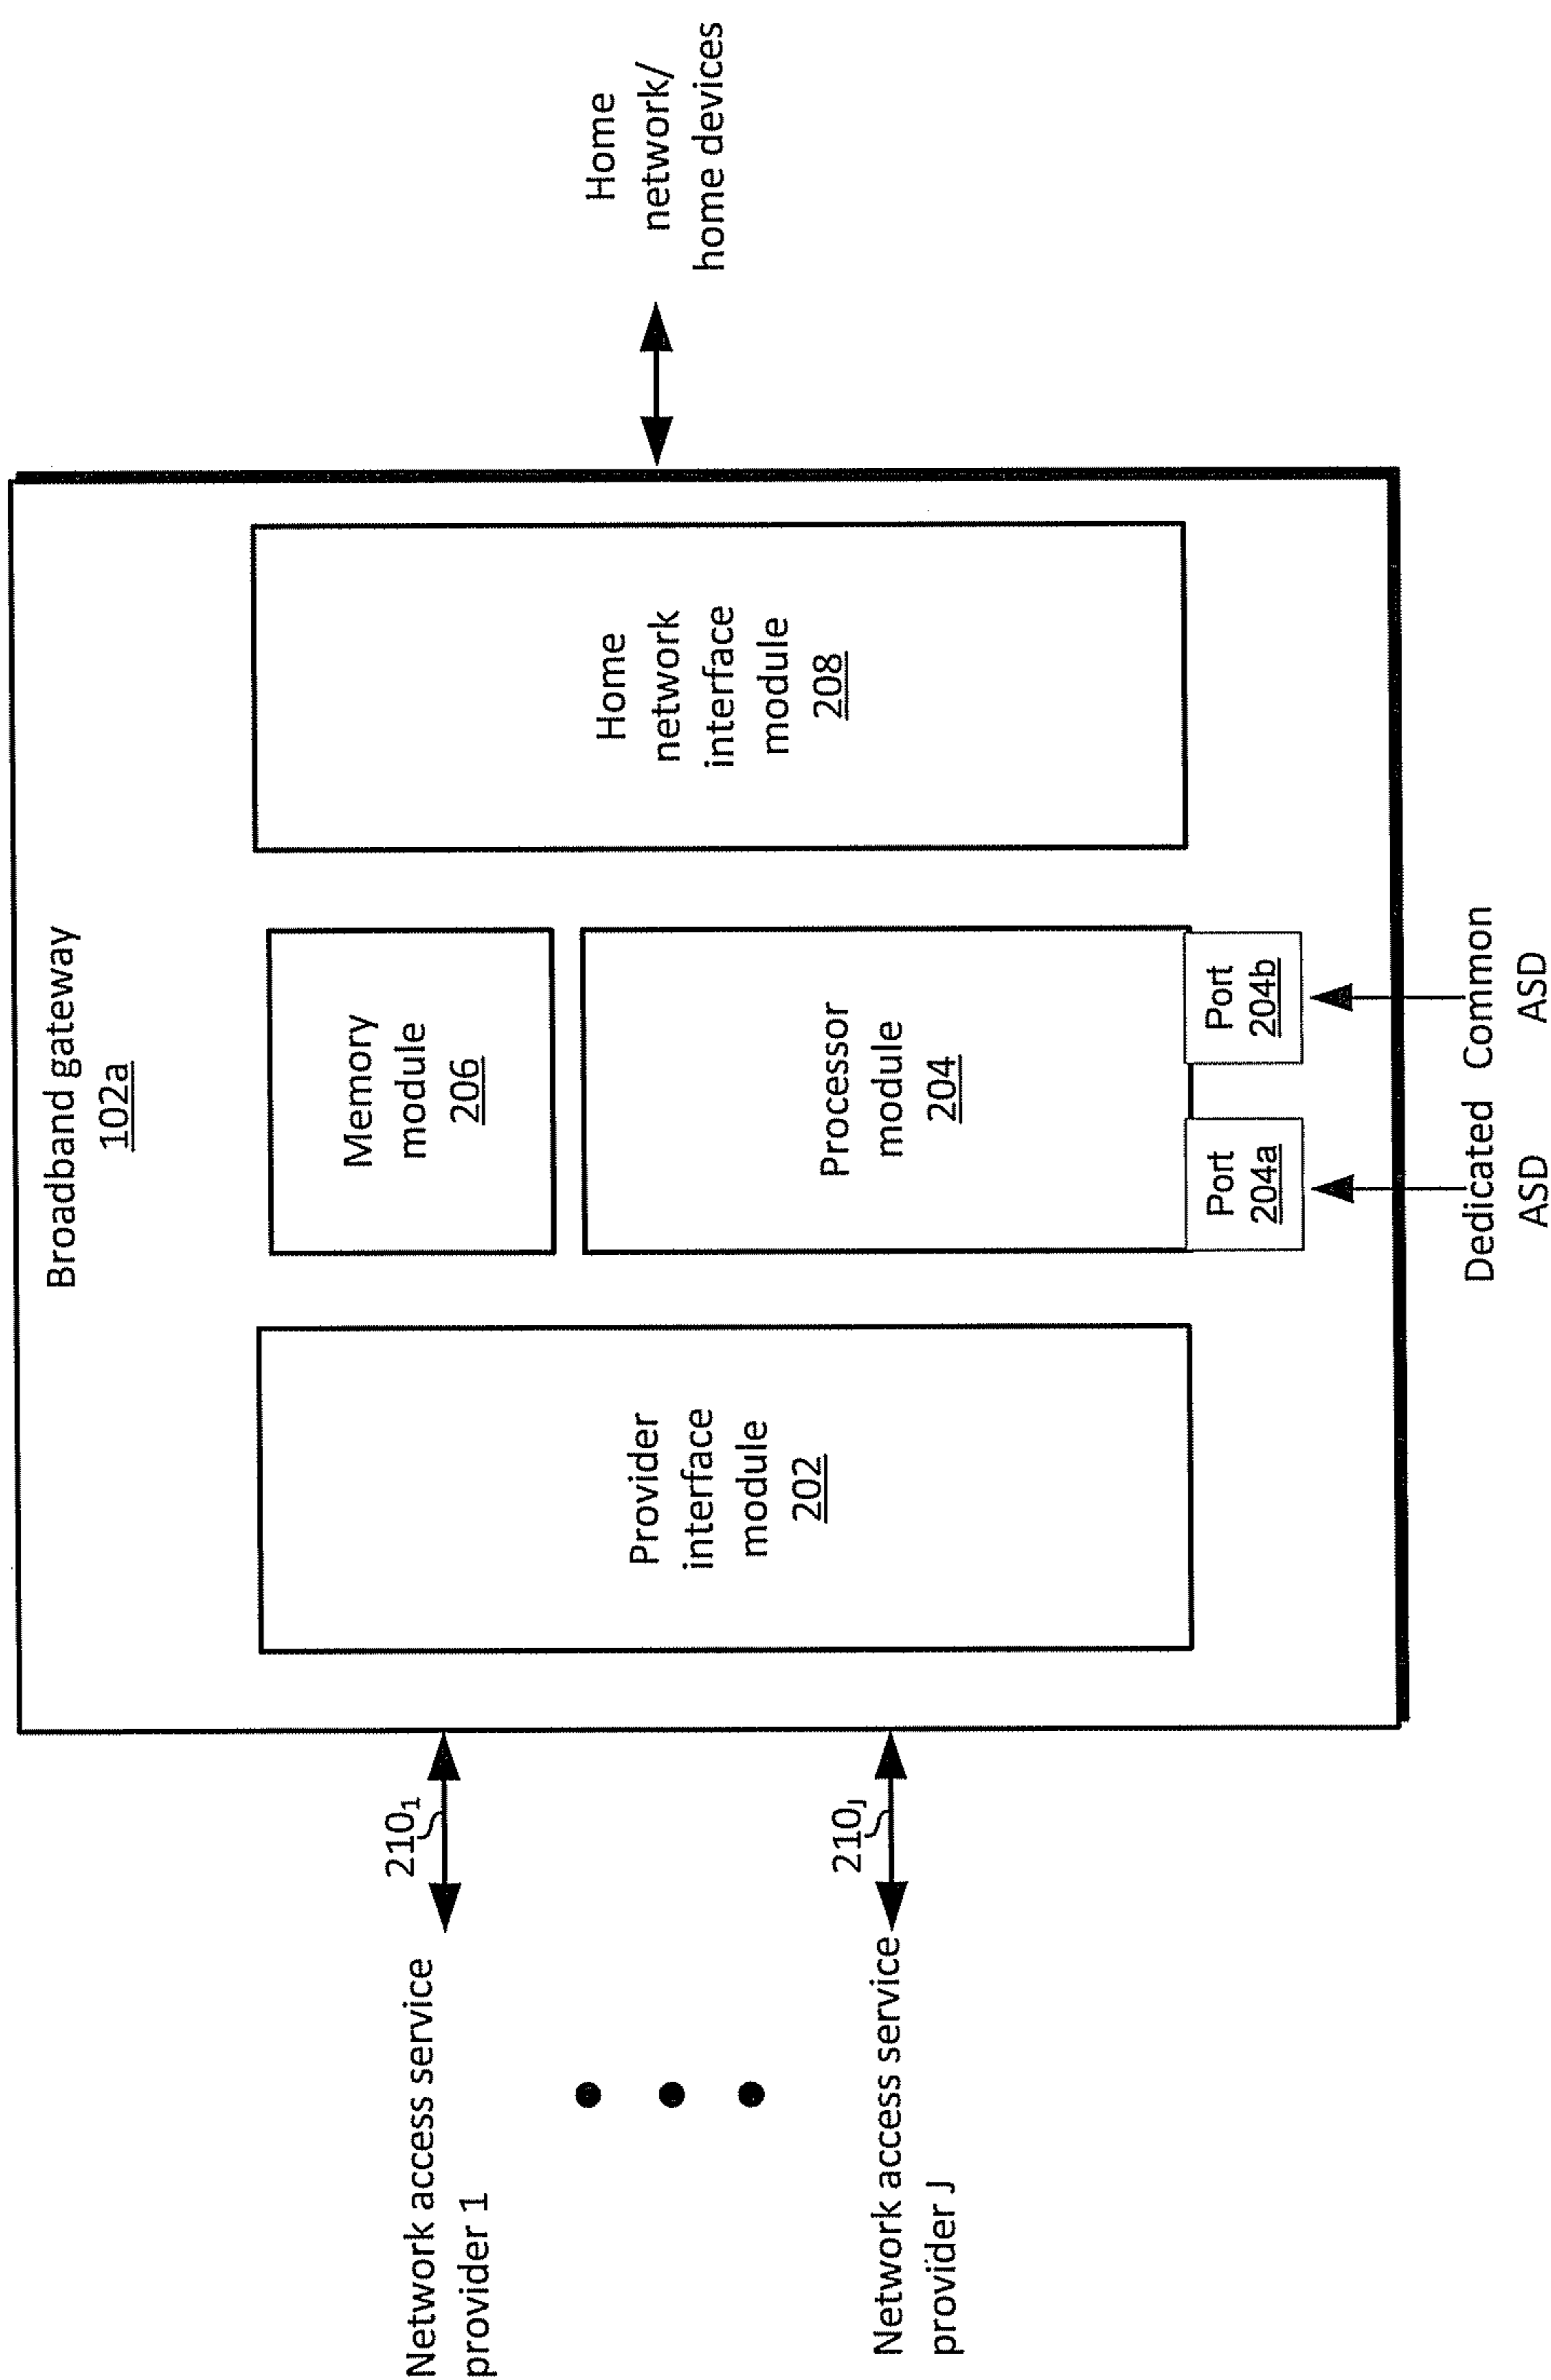 Broadband gateway
102a
Network access service
provider 1
210₁
Network access service
provider J
210J
Provider
interface
module
202
Memory
module
206
Processor
module
204
Port
204a
Port
204b
Home
network
interface
module
208
Home
network/
home devices
Dedicated
ASD
Common
ASD